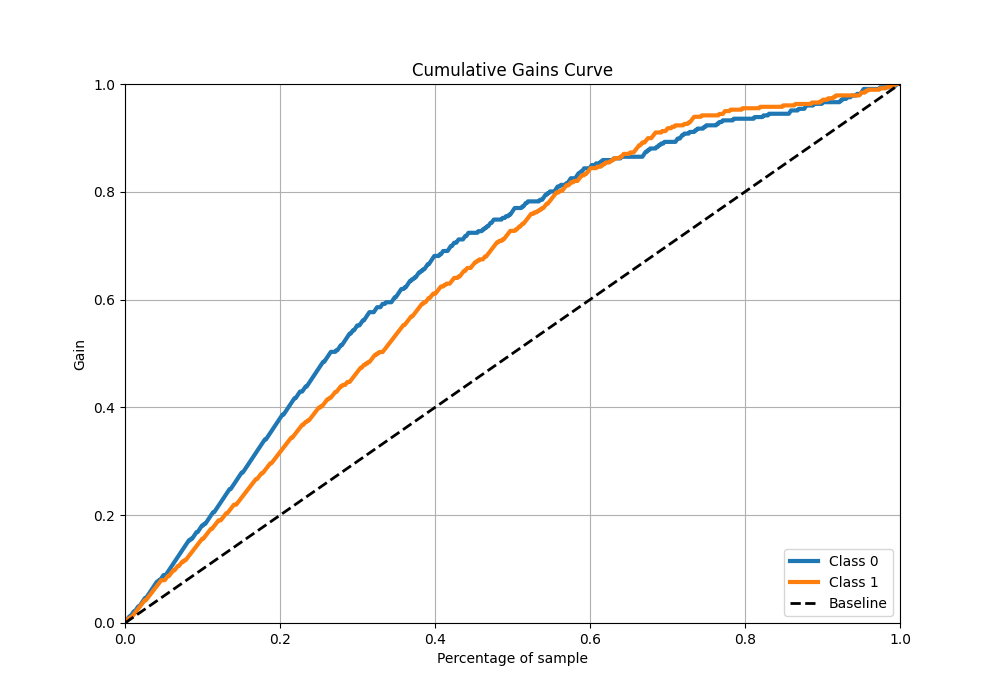 Cumulative Gains Curve
1.0
0.8
0.6
0.4
0.2
0.0
Gain
0.0 0.2 0.4 0.6 0.8 1.0
Percentage of sample
Class 0
Class 1
Baseline